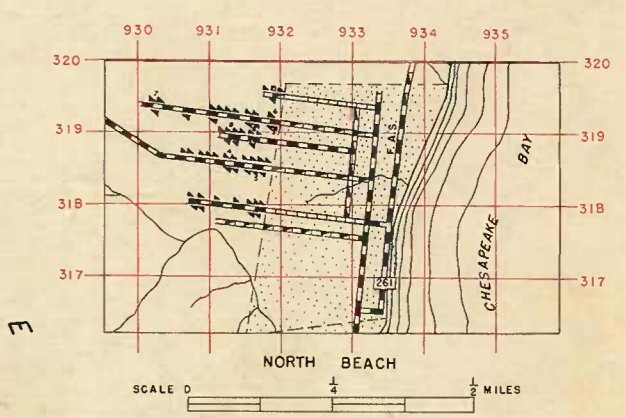 930 931 932 933 934 935
320 320
319 319
318 318
317 317
F.A.S.
BAY
CHESAPEAKE
261
E
NORTH BEACH
SCALE 0 1/4 1/2 MILES